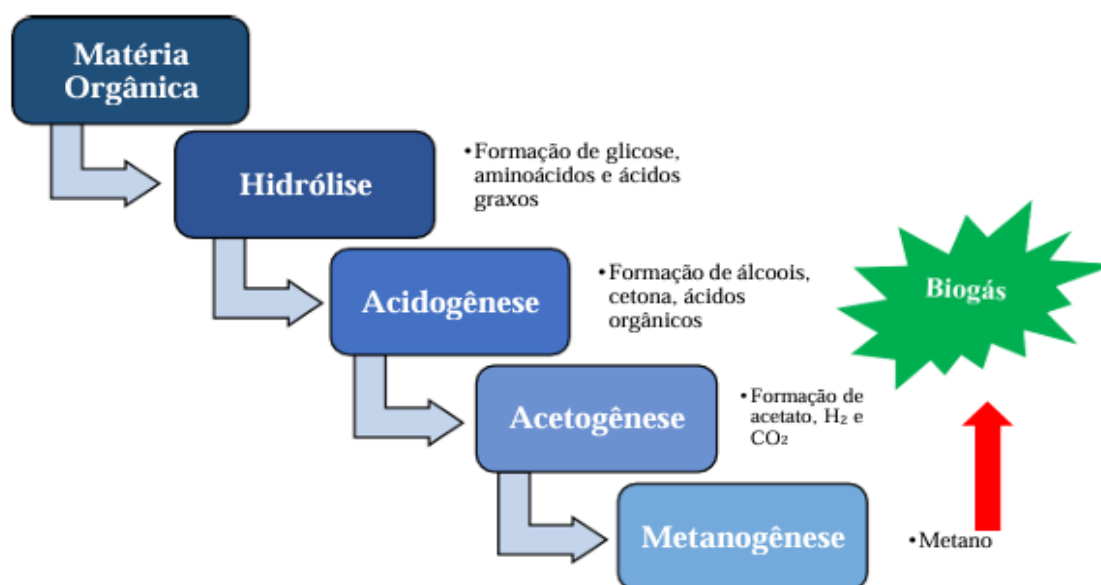 Matéria
Orgânica
Hidrólise
•Formação de glicose,
aminoácidos e ácidos
graxos
Acidogênese
•Formação de álcoois,
cetona, ácidos
orgânicos
Biogás
Acetogênese
•Formação de
acetato, H₂ e
CO₂
Metanogênese
•Metano